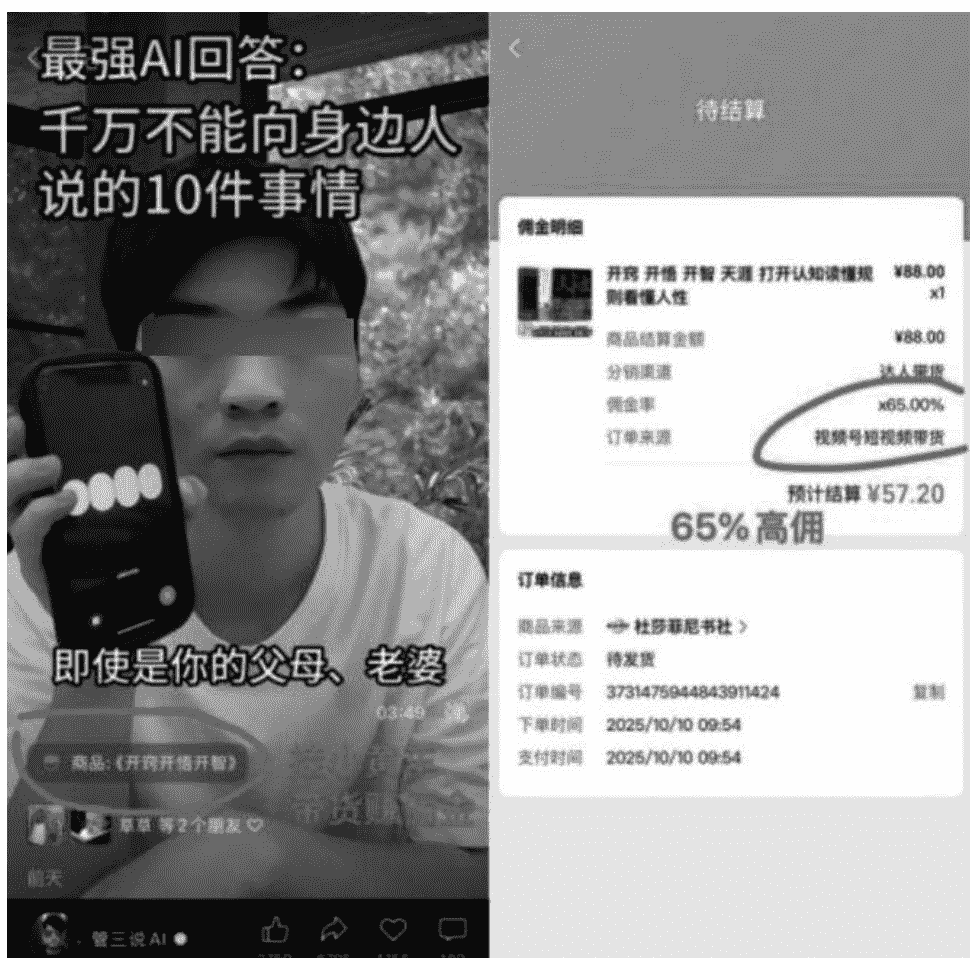 最强AI回答：
千万不能向身边人
说的10件事情
即使是你的父母、老婆
03:49
商品:《开窍开悟开智》
草草 等2个朋友
前天
管三说AI
待结算
佣金明细
开窍 开悟 开智 天涯 打开认知读懂规 ¥88.00
则看懂人性 x1
商品结算金额 ¥88.00
分销渠道 达人带货
佣金率 x65.00%
订单来源 视频号短视频带货
预计结算 ¥57.20
65%高佣
订单信息
商品来源 杜莎菲尼书社
订单状态 待发货
订单编号 3731475944843911424 复制
下单时间 2025/10/10 09:54
支付时间 2025/10/10 09:54